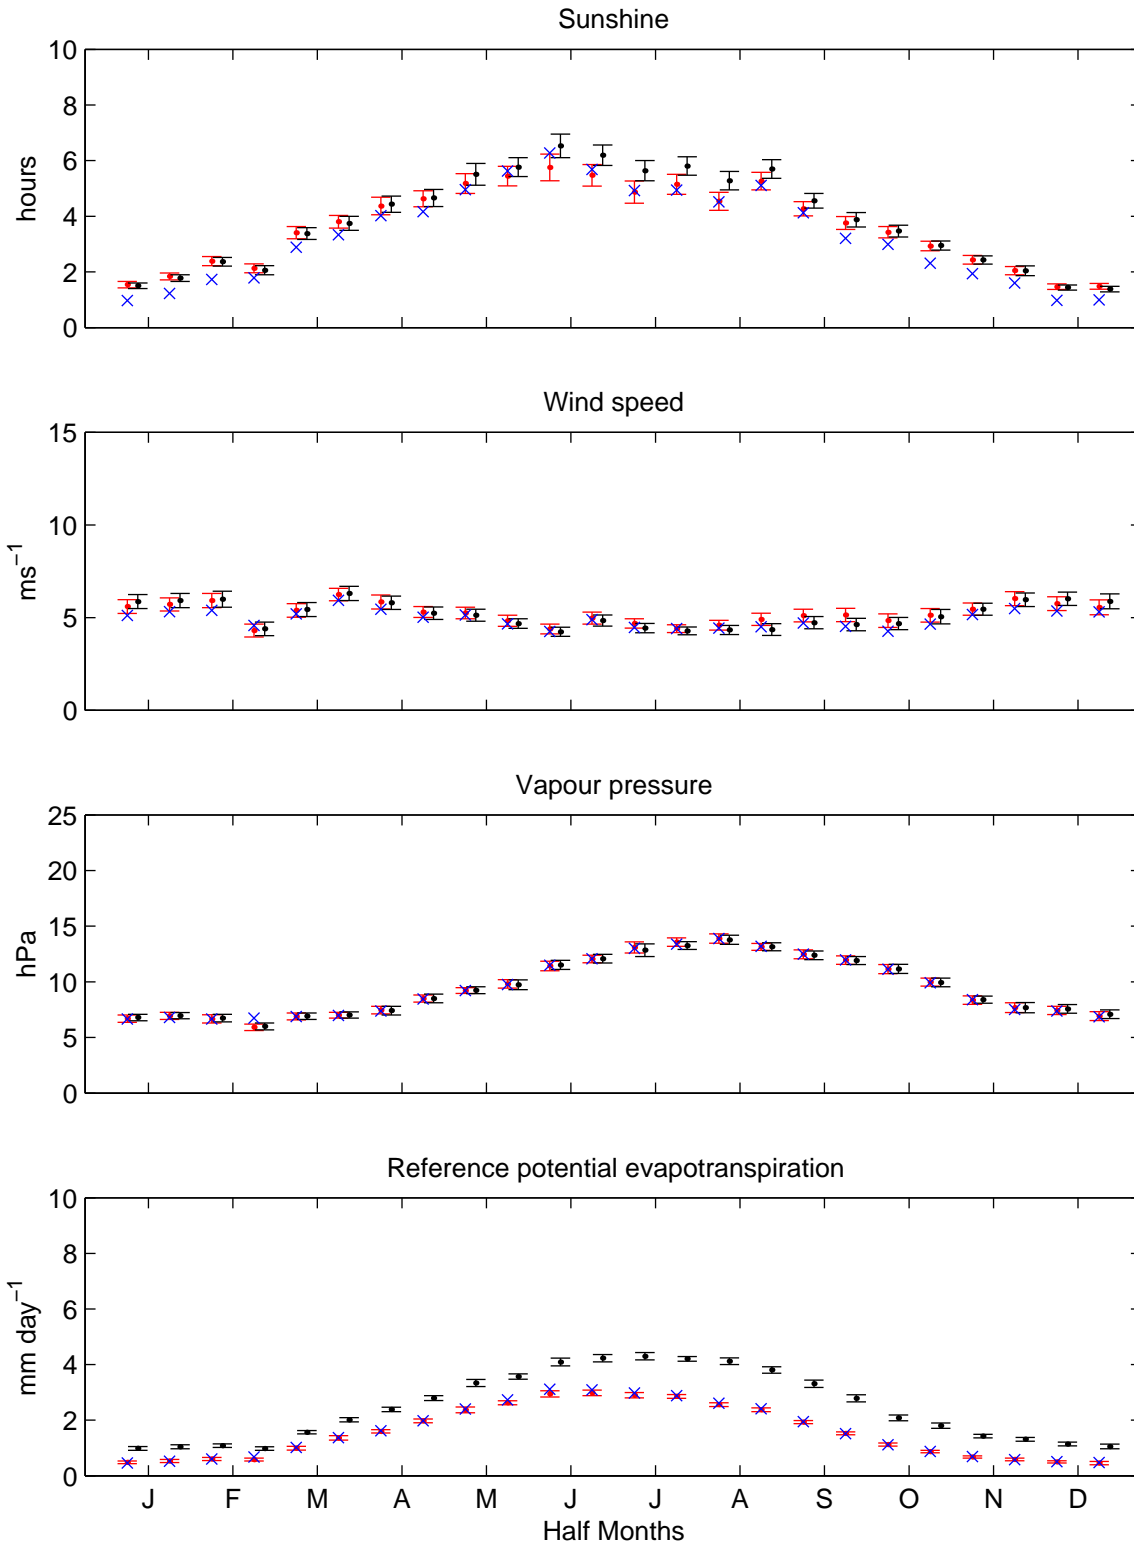 Sunshine
10
8
6
4
2
0
hours
Wind speed
15
10
5
0
ms⁻¹
Vapour pressure
25
20
15
10
5
0
hPa
Reference potential evapotranspiration
10
8
6
4
2
0
mm day⁻¹
J F M A M J J A S O N D
Half Months